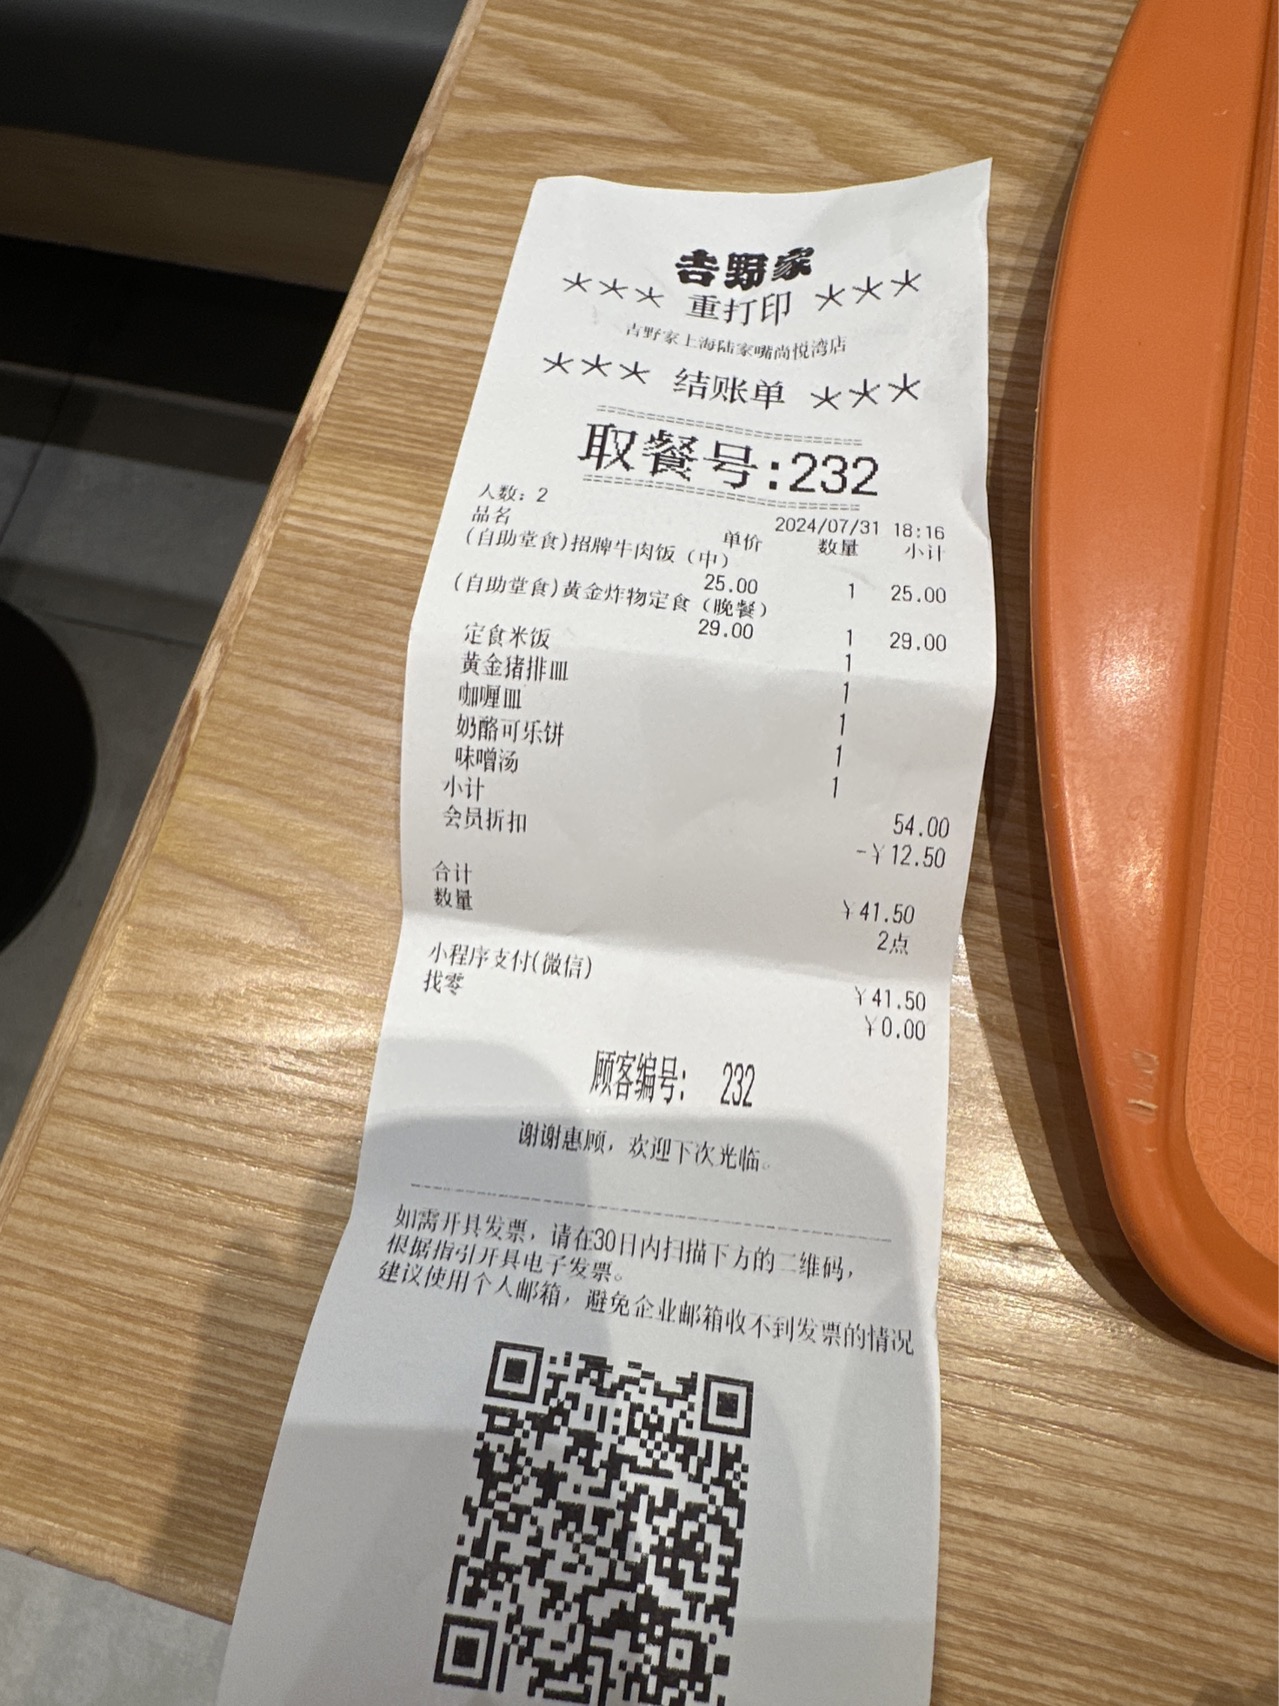 吉野家
*** 重打印 ***
吉野家上海陆家嘴尚悦湾店
*** 结账单 ***
取餐号:232
人数: 2
2024/07/31 18:16
品名 单价 数量 小计
(自助堂食)招牌牛肉饭(中)
25.00 1 25.00
(自助堂食)黄金炸物定食(晚餐)
29.00 1 29.00
定食米饭 1
黄金猪排皿 1
咖喱皿 1
奶酪可乐饼 1
味噌汤 1
小计 54.00
会员折扣 -¥12.50
合计 ¥41.50
数量 2点
小程序支付(微信) ¥41.50
找零 ¥0.00
顾客编号: 232
谢谢惠顾, 欢迎下次光临。
如需开具发票, 请在30日内扫描下方的二维码,
根据指引开具电子发票。
建议使用个人邮箱, 避免企业邮箱收不到发票的情况